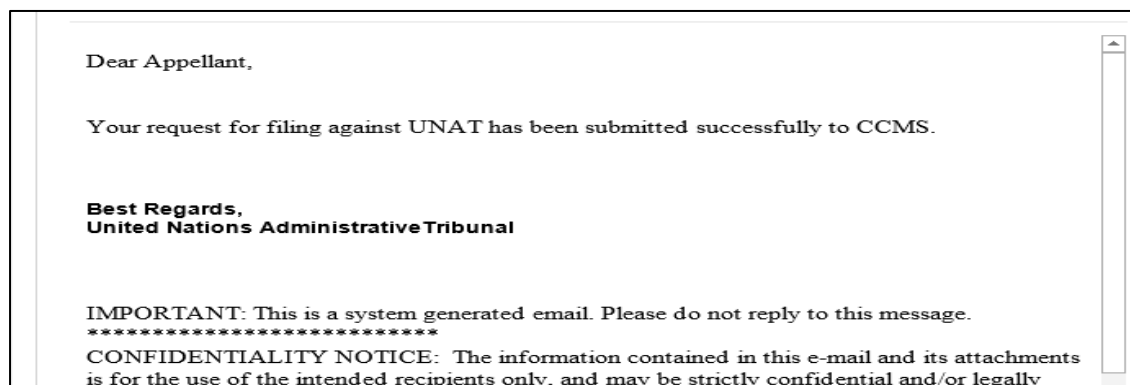 Dear Appellant,
Your request for filing against UNAT has been submitted successfully to CCMS.
Best Regards,
United Nations AdministrativeTribunal
IMPORTANT: This is a system generated email. Please do not reply to this message.
***************************
CONFIDENTIALITY NOTICE:  The information contained in this e-mail and its attachments
is for the use of the intended recipients only, and may be strictly confidential and/or legally